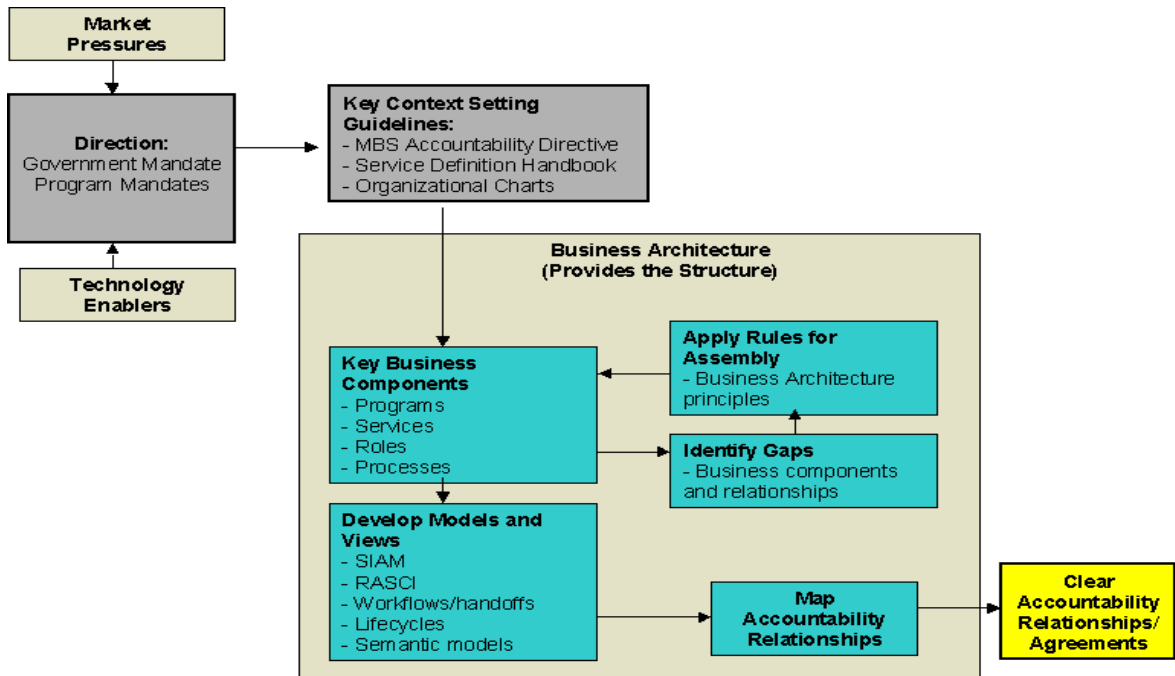 Market
Pressures
Direction:
Government Mandate
Program Mandates
Technology
Enablers
Key Context Setting
Guidelines:
- MBS Accountability Directive
- Service Definition Handbook
- Organizational Charts
Business Architecture
(Provides the Structure)
Key Business
Components
- Programs
- Services
- Roles
- Processes
Apply Rules for
Assembly
- Business Architecture
principles
Identify Gaps
- Business components
and relationships
Develop Models and
Views
- SIAM
- RASCI
- Workflows/handoffs
- Lifecycles
- Semantic models
Map
Accountability
Relationships
Clear
Accountability
Relationships/
Agreements